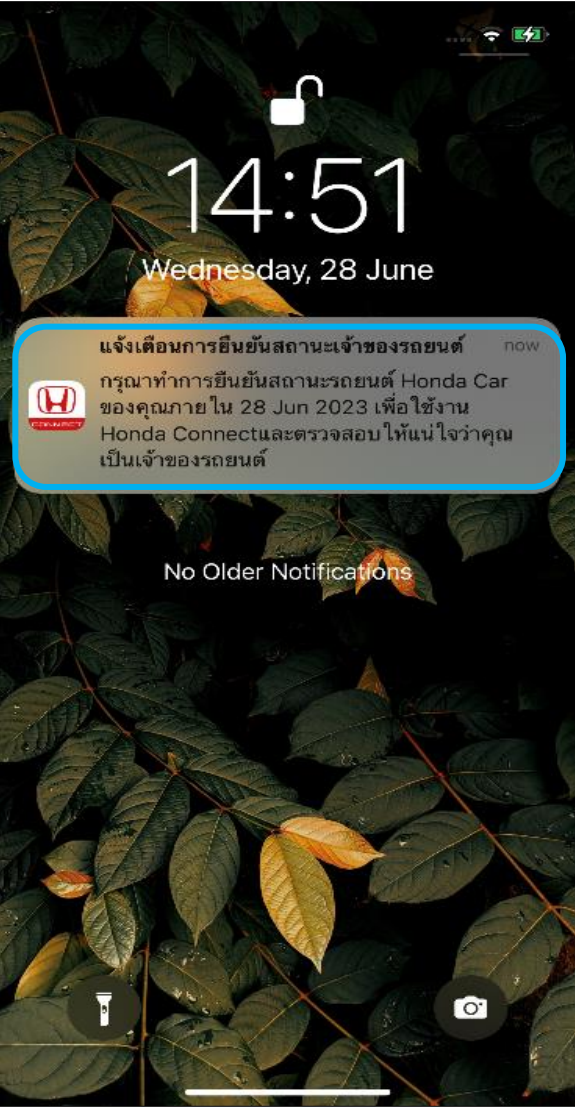 14:51
Wednesday, 28 June
แจ้งเตือนการยืนยันสถานะเจ้าของรถยนต์ now
กรุณาทำการยืนยันสถานะรถยนต์ Honda Car
ของคุณภายใน 28 Jun 2023 เพื่อใช้งาน
Honda Connectและตรวจสอบให้แน่ใจว่าคุณ
เป็นเจ้าของรถยนต์
CONNECT
No Older Notifications